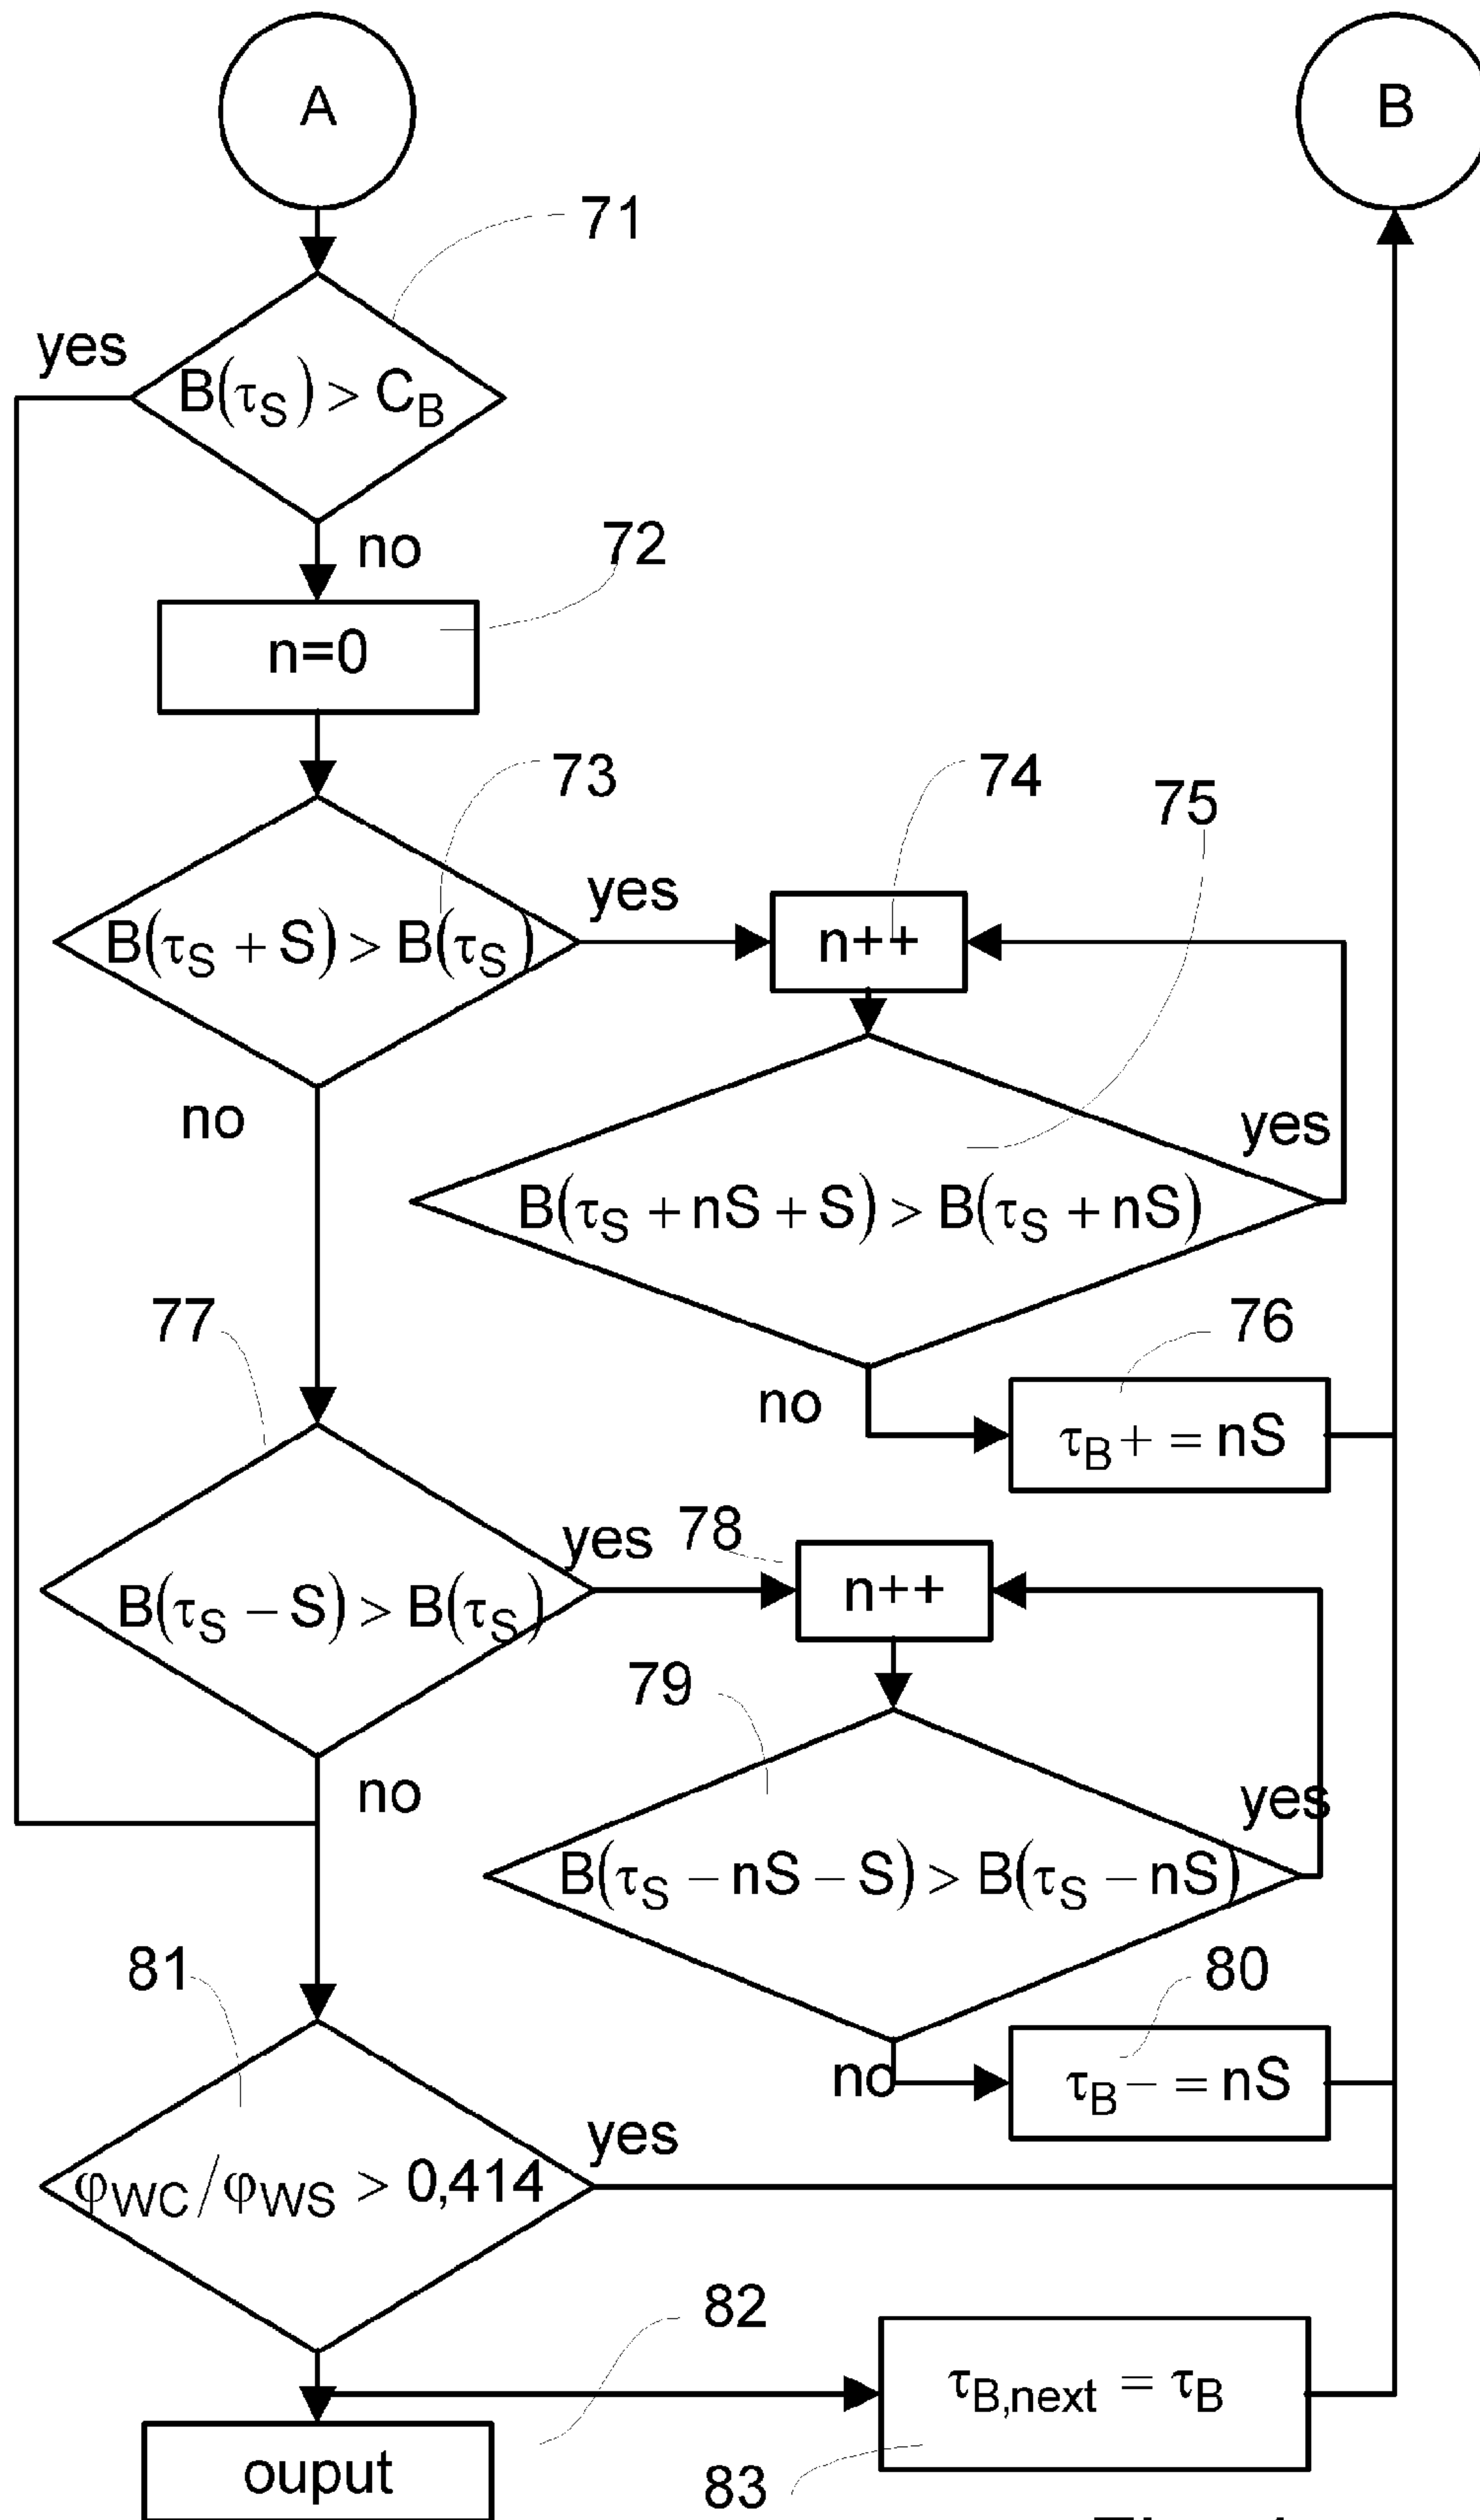 A
B
71
yes
B(τS) > CB
no
72
n=0
73
74
75
yes
B(τS + S) > B(τS)
n++
no
yes
B(τS + nS + S) > B(τS + nS)
77
76
no
τB + = nS
yes
78
B(τS − S) > B(τS)
n++
79
no
yes
B(τS − nS − S) > B(τS − nS)
81
80
no
τB − = nS
yes
φWC/φWS > 0,414
82
τB,next = τB
ouput
83